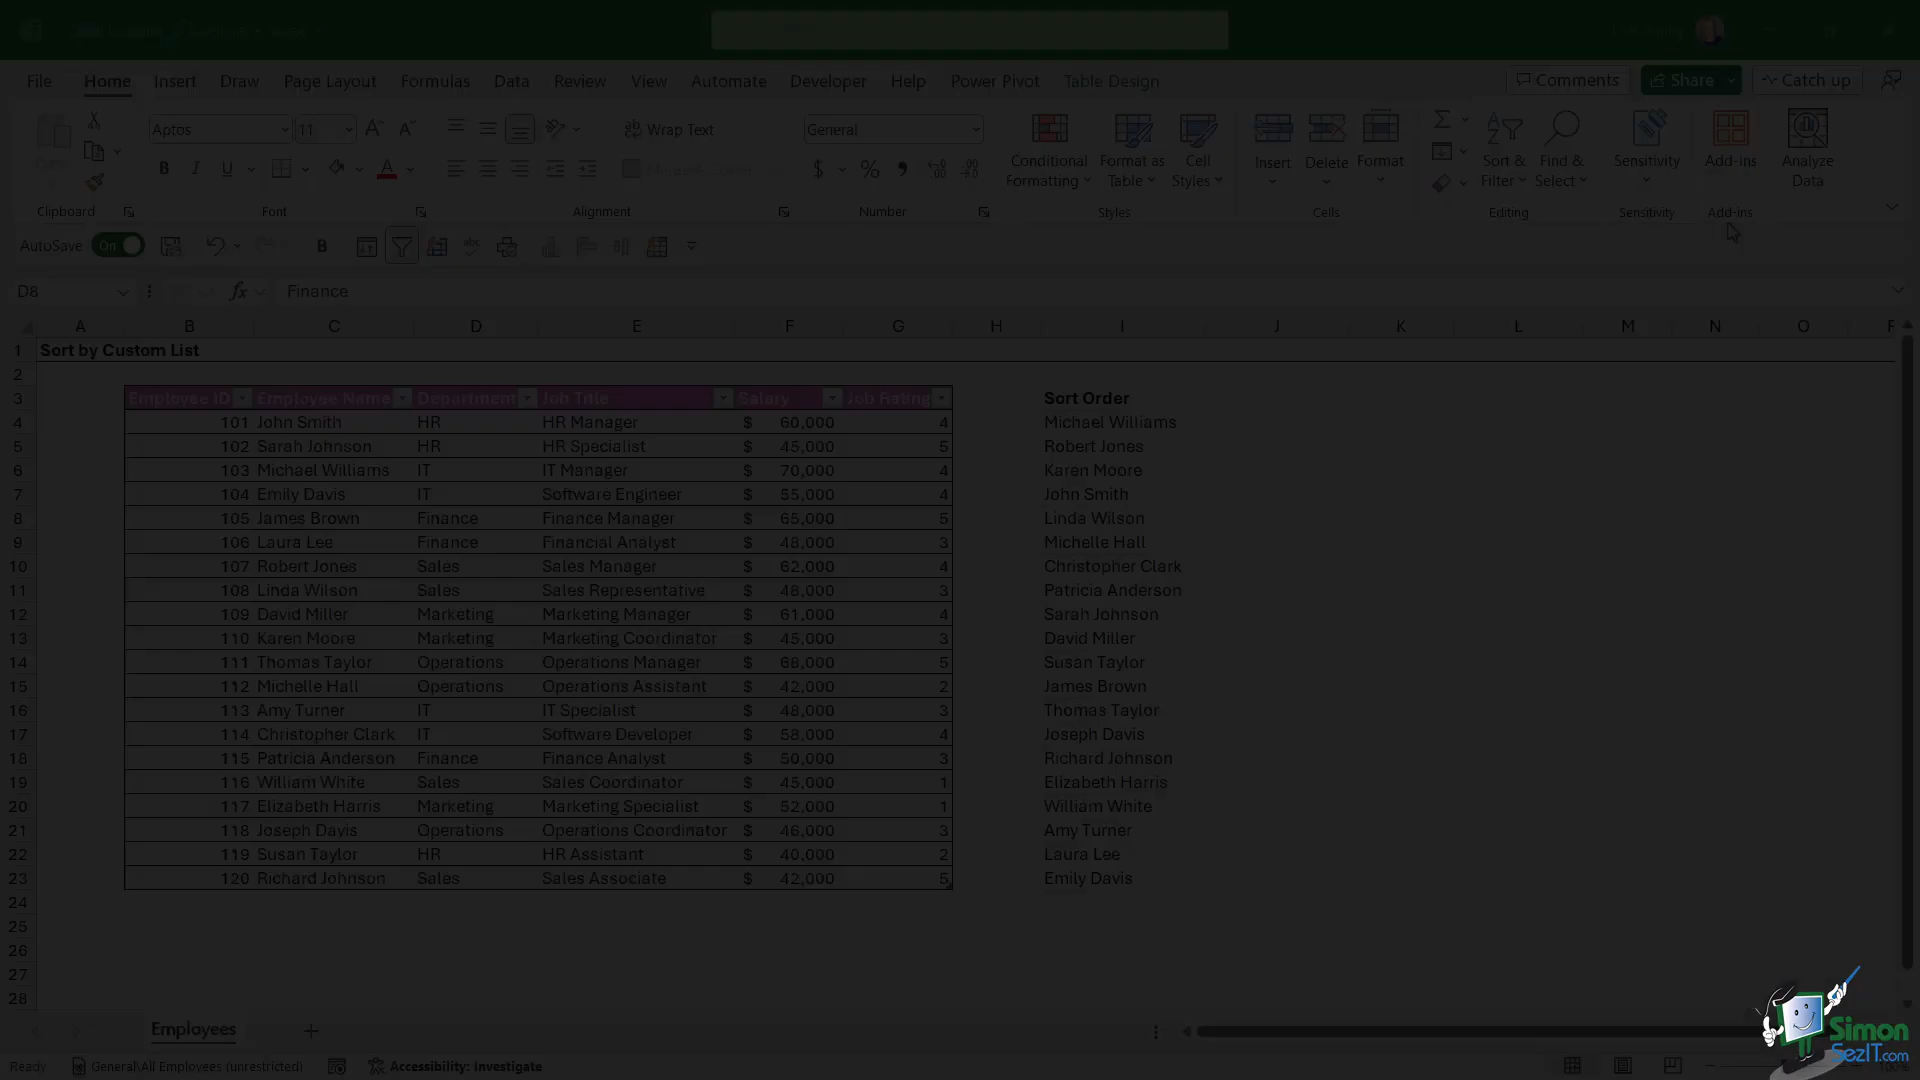 File Home Insert Draw Page Layout Formulas Data Review View Automate Developer Help Power Pivot Table Design Comments Share Catch up
Aptos 11 Wrap Text General
Conditional Formatting Format as Table Cell Styles Insert Delete Format Sort & Filter Find & Select Sensitivity Add-ins Analyze Data
Clipboard Font Alignment Number Styles Cells Editing Sensitivity Add-ins
AutoSave On
D8 fx Finance
A B C D E F G H I J K L M N O
1 Sort by Custom List
2
3 Employee ID Employee Name Department Job Title Salary Job Rating Sort Order
4 101 John Smith HR HR Manager $ 60,000 4 Michael Williams
5 102 Sarah Johnson HR HR Specialist $ 45,000 5 Robert Jones
6 103 Michael Williams IT IT Manager $ 70,000 4 Karen Moore
7 104 Emily Davis IT Software Engineer $ 55,000 4 John Smith
8 105 James Brown Finance Finance Manager $ 65,000 5 Linda Wilson
9 106 Laura Lee Finance Financial Analyst $ 48,000 3 Michelle Hall
10 107 Robert Jones Sales Sales Manager $ 62,000 4 Christopher Clark
11 108 Linda Wilson Sales Sales Representative $ 48,000 3 Patricia Anderson
12 109 David Miller Marketing Marketing Manager $ 61,000 4 Sarah Johnson
13 110 Karen Moore Marketing Marketing Coordinator $ 45,000 3 David Miller
14 111 Thomas Taylor Operations Operations Manager $ 68,000 5 Susan Taylor
15 112 Michelle Hall Operations Operations Assistant $ 42,000 2 James Brown
16 113 Amy Turner IT IT Specialist $ 48,000 3 Thomas Taylor
17 114 Christopher Clark IT Software Developer $ 58,000 4 Joseph Davis
18 115 Patricia Anderson Finance Finance Analyst $ 50,000 3 Richard Johnson
19 116 William White Sales Sales Coordinator $ 45,000 1 Elizabeth Harris
20 117 Elizabeth Harris Marketing Marketing Specialist $ 52,000 1 William White
21 118 Joseph Davis Operations Operations Coordinator $ 46,000 3 Amy Turner
22 119 Susan Taylor HR HR Assistant $ 40,000 2 Laura Lee
23 120 Richard Johnson Sales Sales Associate $ 42,000 5 Emily Davis
24
25
26
27
28
Employees
Simon
SezIT.com
Ready General\All Employees (unrestricted) Accessibility: Investigate 100%